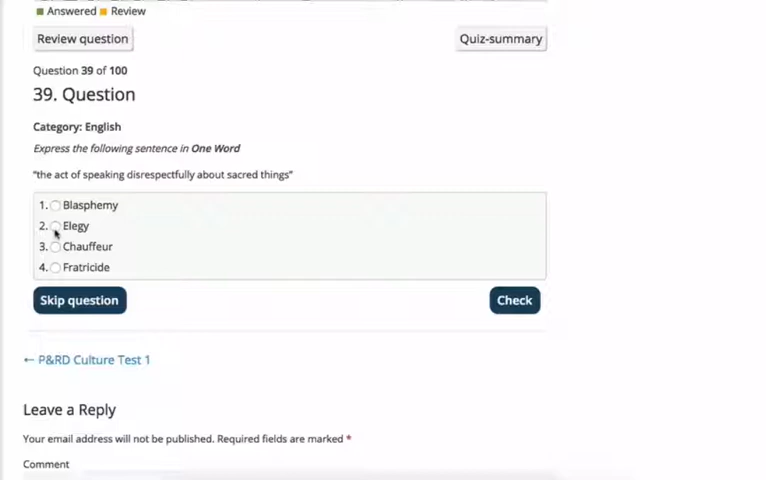 Answered Review
Review question Quiz-summary
Question 39 of 100
39. Question
Category: English
Express the following sentence in One Word
"the act of speaking disrespectfully about sacred things"
1. Blasphemy
2. Elegy
3. Chauffeur
4. Fratricide
Skip question Check
← P&RD Culture Test 1
Leave a Reply
Your email address will not be published. Required fields are marked *
Comment